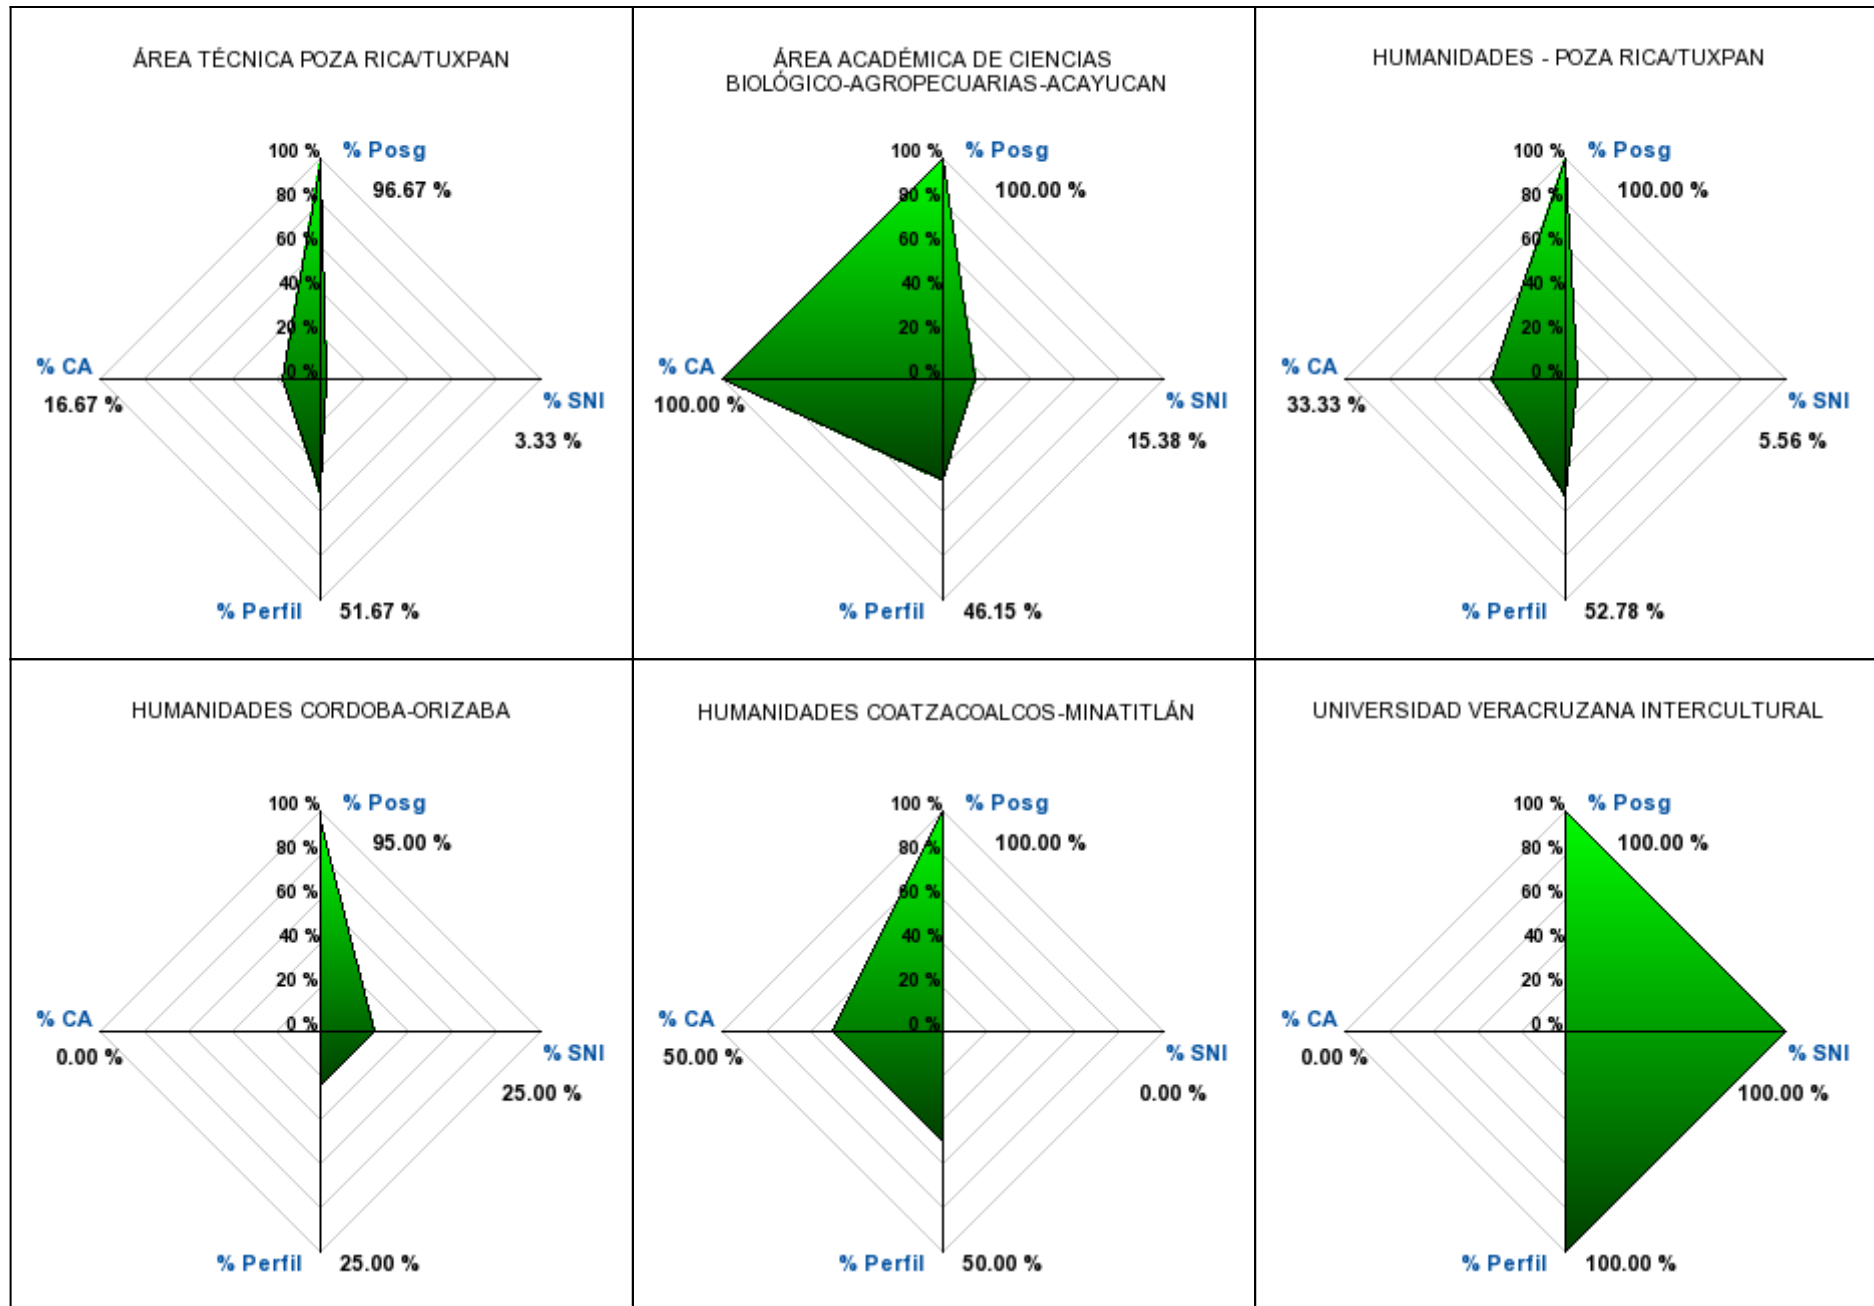 ÁREA TÉCNICA POZA RICA/TUXPAN
100 %
% Posg
96.67 %
80 %
60 %
40 %
20 %
0 %
% CA
16.67 %
% SNI
3.33 %
% Perfil
51.67 %
ÁREA ACADÉMICA DE CIENCIAS
BIOLÓGICO-AGROPECUARIAS-ACAYUCAN
100 %
% Posg
100.00 %
80 %
60 %
40 %
20 %
0 %
% CA
100.00 %
% SNI
15.38 %
% Perfil
46.15 %
HUMANIDADES - POZA RICA/TUXPAN
100 %
% Posg
100.00 %
80 %
60 %
40 %
20 %
0 %
% CA
33.33 %
% SNI
5.56 %
% Perfil
52.78 %
HUMANIDADES CORDOBA-ORIZABA
100 %
% Posg
95.00 %
80 %
60 %
40 %
20 %
0 %
% CA
0.00 %
% SNI
25.00 %
% Perfil
25.00 %
HUMANIDADES COATZACOALCOS-MINATITLÁN
100 %
% Posg
100.00 %
80 %
60 %
40 %
20 %
0 %
% CA
50.00 %
% SNI
0.00 %
% Perfil
50.00 %
UNIVERSIDAD VERACRUZANA INTERCULTURAL
100 %
% Posg
100.00 %
80 %
60 %
40 %
20 %
0 %
% CA
0.00 %
% SNI
100.00 %
% Perfil
100.00 %